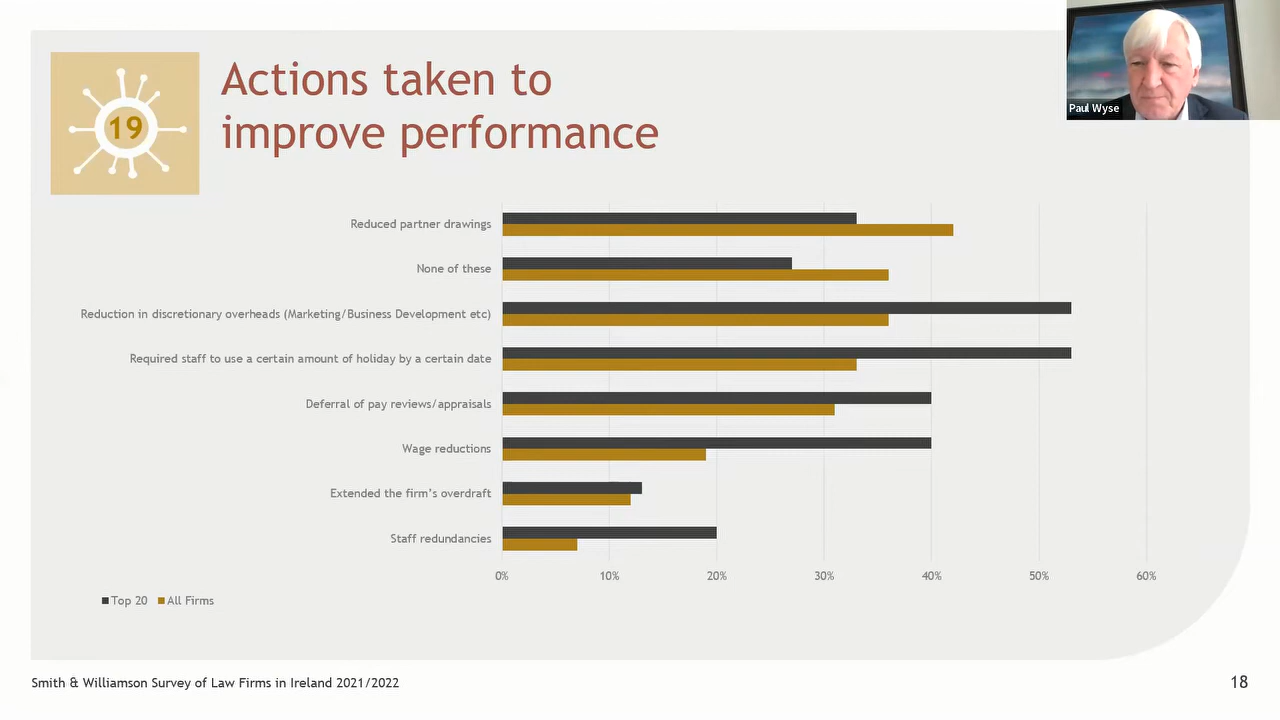 Paul Wyse
19
Actions taken to
improve performance
Reduced partner drawings
None of these
Reduction in discretionary overheads (Marketing/Business Development etc)
Required staff to use a certain amount of holiday by a certain date
Deferral of pay reviews/appraisals
Wage reductions
Extended the firm's overdraft
Staff redundancies
0% 10% 20% 30% 40% 50% 60%
Top 20 All Firms
Smith & Williamson Survey of Law Firms in Ireland 2021/2022
18